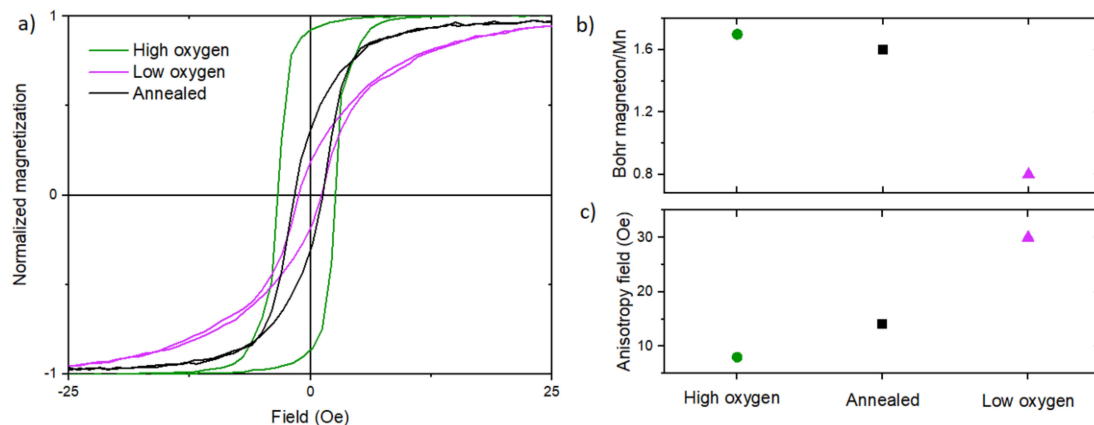 a)
1
0
-1
Normalized magnetization
High oxygen
Low oxygen
Annealed
-25
0
25
Field (Oe)
b)
1.6
1.2
0.8
Bohr magneton/Mn
c)
30
20
10
Anisotropy field (Oe)
High oxygen
Annealed
Low oxygen